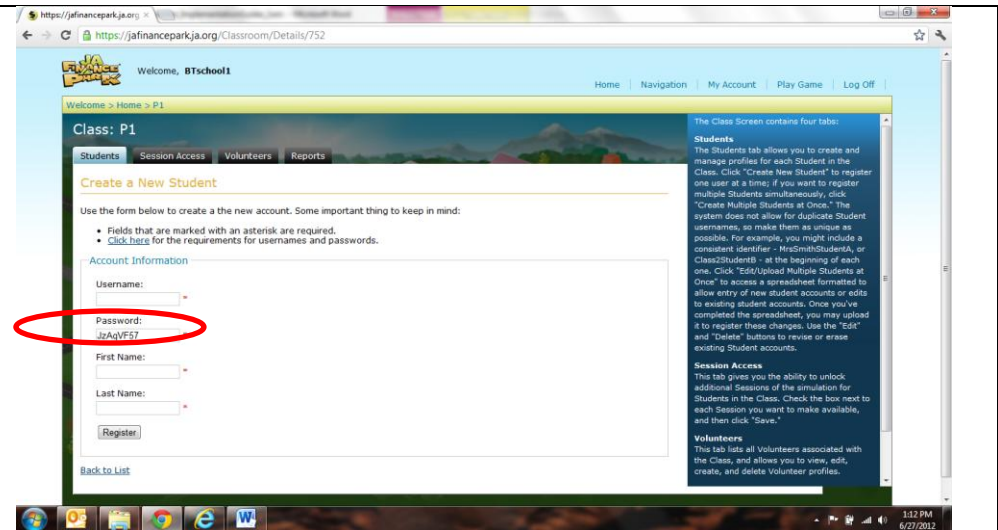 https://jafinancepark.ja.org
https://jafinancepark.ja.org/Classroom/Details/752
JA
FINANCE
PARK
Welcome, BTschool1
Home | Navigation | My Account | Play Game | Log Off |
Welcome > Home > P1
Class: P1
Students
Session Access
Volunteers
Reports
Create a New Student
Use the form below to create a the new account. Some important thing to keep in mind:
• Fields that are marked with an asterisk are required.
• Click here for the requirements for usernames and passwords.
Account Information
Username:
*
Password:
JzAqVF57 *
First Name:
*
Last Name:
*
Register
Back to List
The Class Screen contains four tabs:
Students
The Students tab allows you to create and
manage profiles for each Student in the
Class. Click "Create New Student" to register
one user at a time; if you want to register
multiple Students simultaneously, click
"Create Multiple Students at Once." The
system does not allow for duplicate Student
usernames, so make them as unique as
possible. For example, you might include a
consistent identifier - MrsSmithStudentA, or
Class2StudentB - at the beginning of each
one. Click "Edit/Upload Multiple Students at
Once" to access a spreadsheet formatted to
allow entry of new student accounts or edits
to existing student accounts. Once you've
completed the spreadsheet, you may upload
it to register these changes. Use the "Edit"
and "Delete" buttons to revise or erase
existing Student accounts.
Session Access
This tab gives you the ability to unlock
additional Sessions of the simulation for
Students in the Class. Check the box next to
each Session you want to make available,
and then click "Save."
Volunteers
This tab lists all Volunteers associated with
the Class, and allows you to view, edit,
create, and delete Volunteer profiles.
1:12 PM
6/27/2012